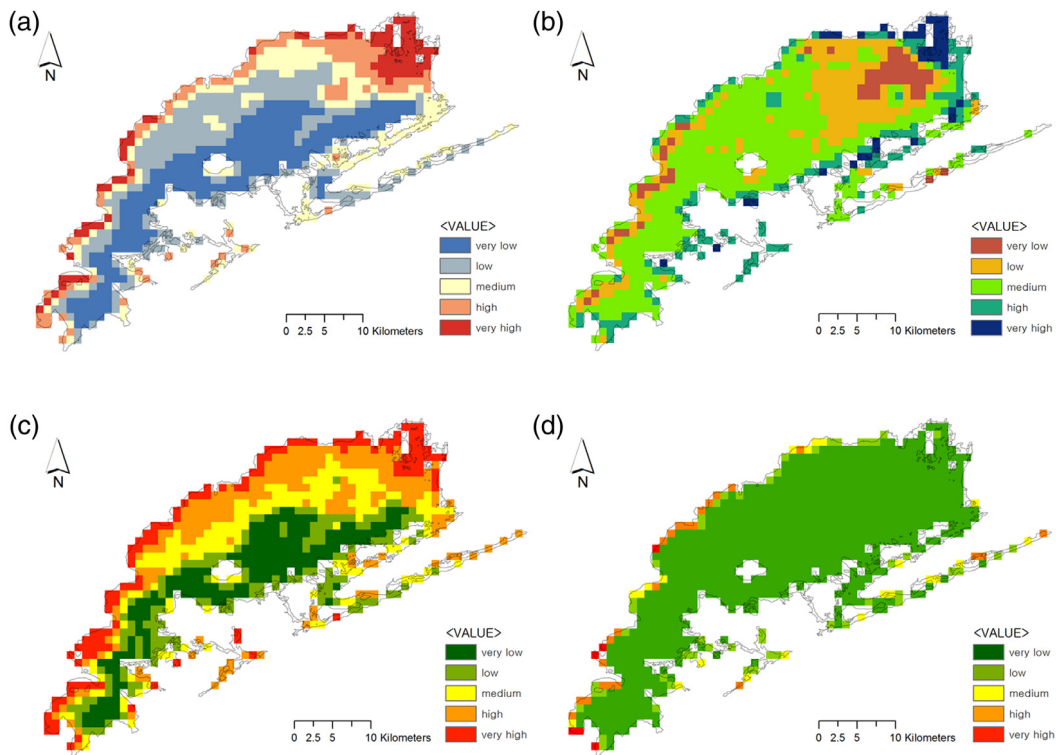 (a)
N
<VALUE>
very low
low
medium
high
very high
0 2.5 5 10 Kilometers
(b)
N
<VALUE>
very low
low
medium
high
very high
0 2.5 5 10 Kilometers
(c)
N
<VALUE>
very low
low
medium
high
very high
0 2.5 5 10 Kilometers
(d)
N
<VALUE>
very low
low
medium
high
very high
0 2.5 5 10 Kilometers